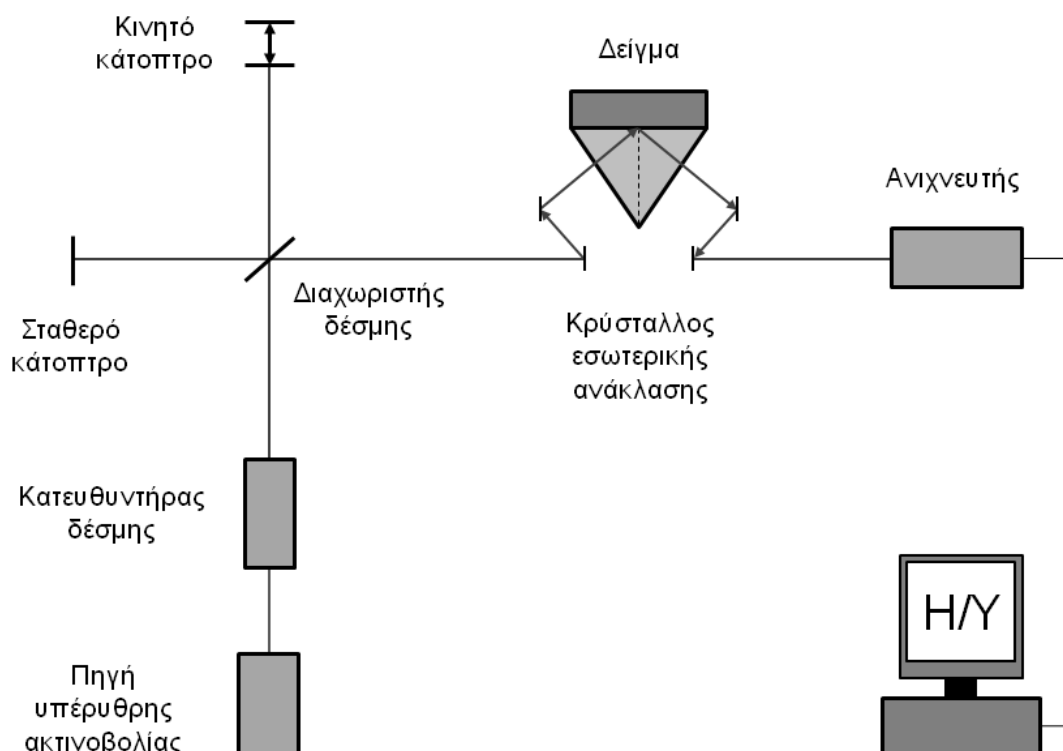 Κινητό
κάτοπτρο
Δείγμα
Ανιχνευτής
Διαχωριστής
δέσμης
Σταθερό
κάτοπτρο
Κρύσταλλος
εσωτερικής
ανάκλασης
Κατευθυντήρας
δέσμης
Η/Υ
Πηγή
υπέρυθρης
ακτινοβολίας